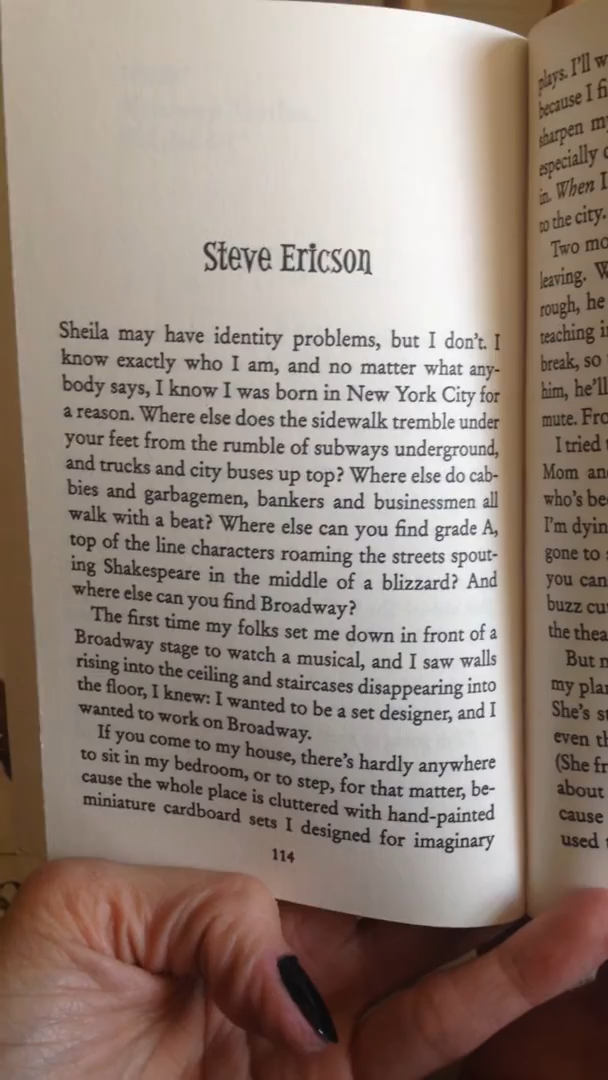 Steve Ericson
Sheila may have identity problems, but I don't. I
know exactly who I am, and no matter what any-
body says, I know I was born in New York City for
a reason. Where else does the sidewalk tremble under
your feet from the rumble of subways underground,
and trucks and city buses up top? Where else do cab-
bies and garbagemen, bankers and businessmen all
walk with a beat? Where else can you find grade A,
top of the line characters roaming the streets spout-
ing Shakespeare in the middle of a blizzard? And
where else can you find Broadway?
The first time my folks set me down in front of a
Broadway stage to watch a musical, and I saw walls
rising into the ceiling and staircases disappearing into
the floor, I knew: I wanted to be a set designer, and I
wanted to work on Broadway.
If you come to my house, there's hardly anywhere
to sit in my bedroom, or to step, for that matter, be-
cause the whole place is cluttered with hand-painted
miniature cardboard sets I designed for imaginary
114
plays. I'll w
because I fi
sharpen my
especially
in. When I
to the city.
Two mo
leaving. W
rough, he
teaching i
break, so
him, he'll
mute. Fro
I tried
Mom an
who's be
I'm dyin
gone to
you can
buzz cu
the thea
But
my pla
She's s
even th
(She fr
about
cause
used